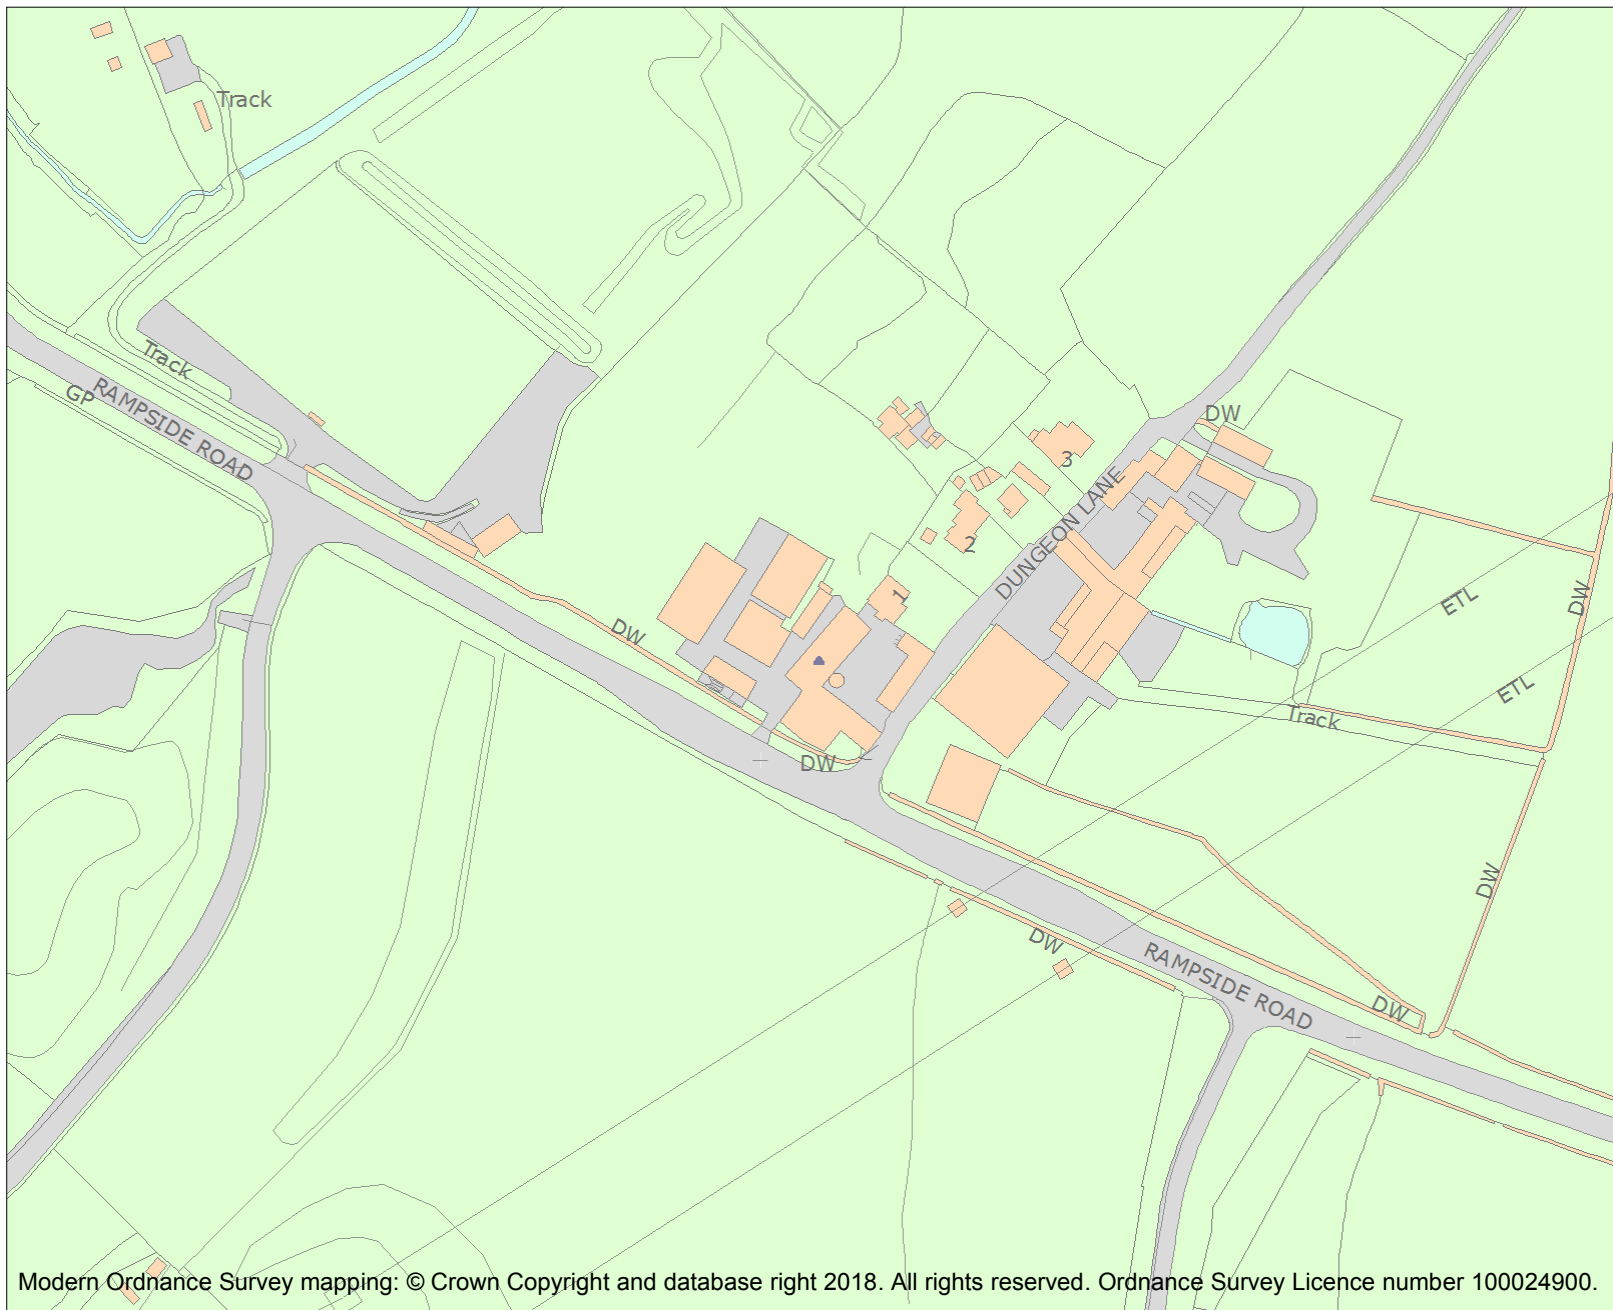 Track
Track
GP
RAMPSIDE ROAD
DW
3
DUNGEON LANE
2
DW
ETL
1
DW
ETL
Track
DW
DW
DW
RAMPSIDE ROAD
DW
Modern Ordnance Survey mapping: © Crown Copyright and database right 2018. All rights reserved. Ordnance Survey Licence number 100024900.